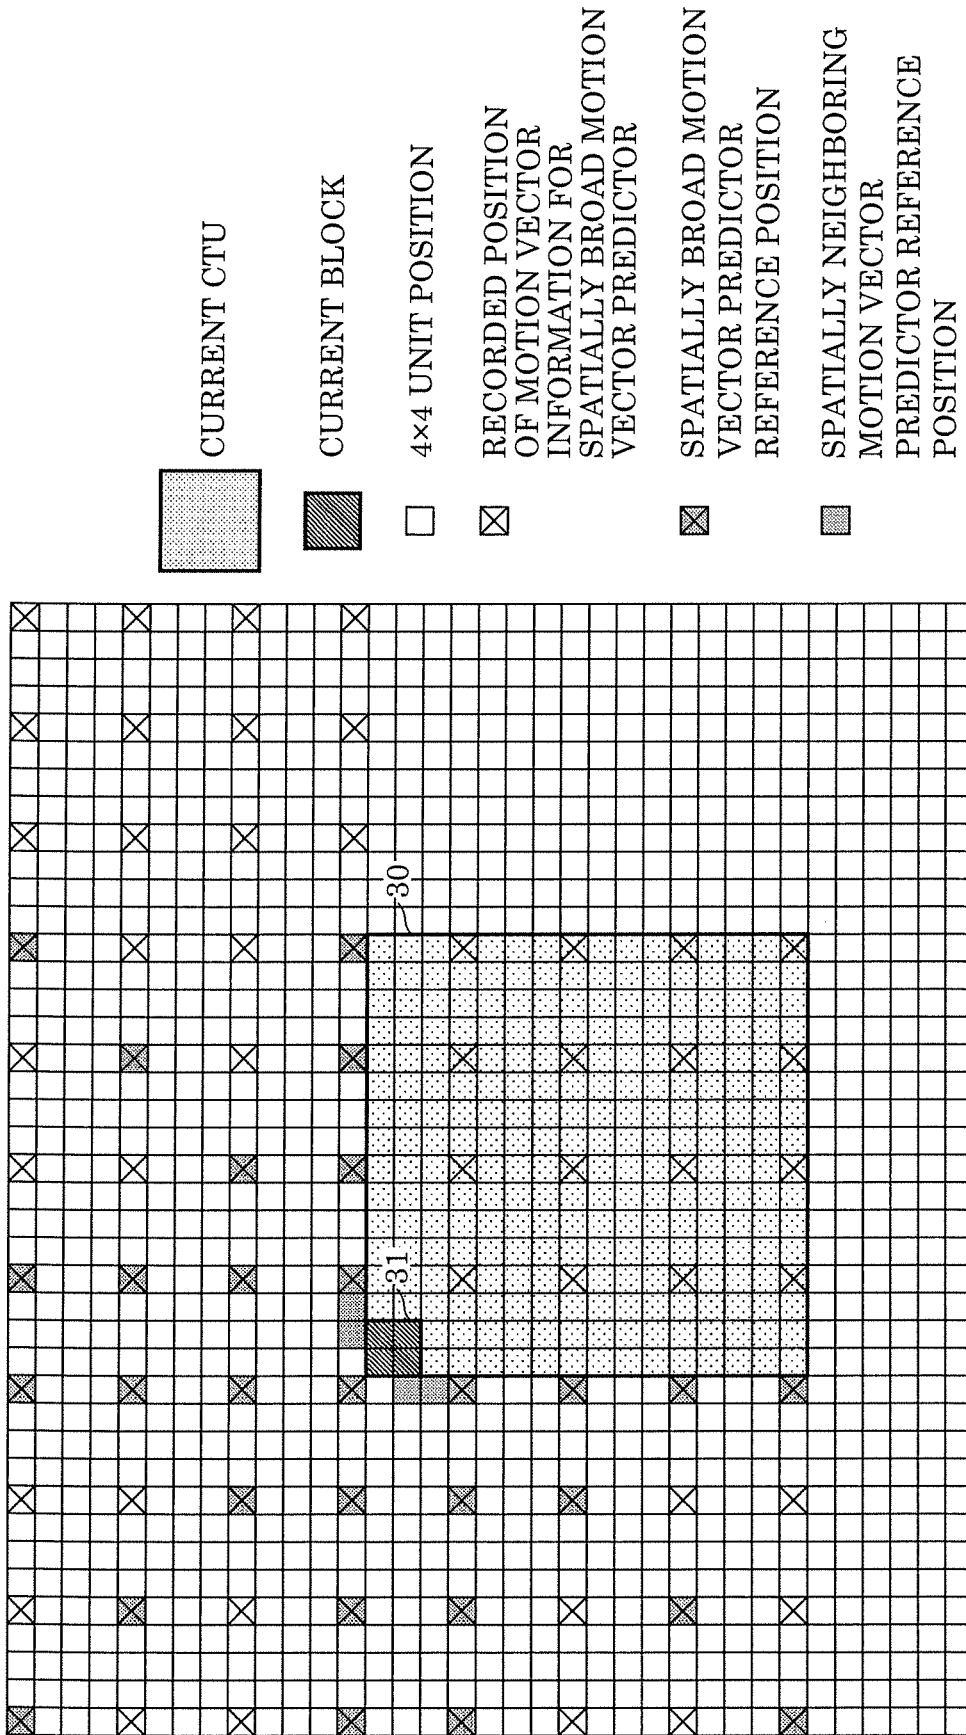 CURRENT CTU
CURRENT BLOCK
4×4 UNIT POSITION
RECORDED POSITION
OF MOTION VECTOR
INFORMATION FOR
SPATIALLY BROAD MOTION
VECTOR PREDICTOR
SPATIALLY BROAD MOTION
VECTOR PREDICTOR
REFERENCE POSITION
SPATIALLY NEIGHBORING
MOTION VECTOR
PREDICTOR REFERENCE
POSITION
30
31